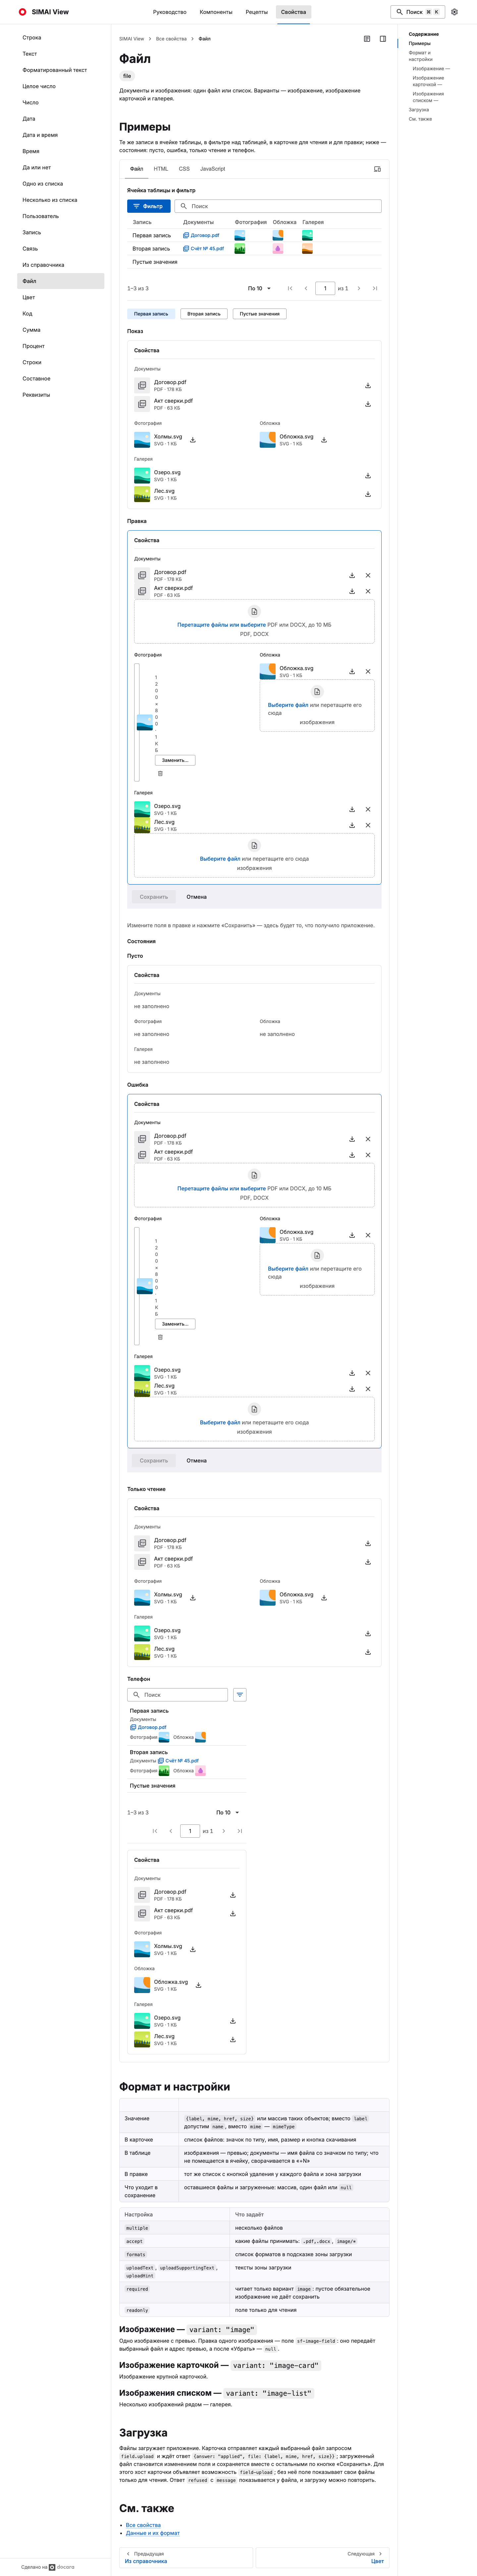 SIMAI View
Руководство
Компоненты
Рецепты
Свойства
Поиск ⌘ K
Строка
Текст
Форматированный текст
Целое число
Число
Дата
Дата и время
Время
Да или нет
Одно из списка
Несколько из списка
Пользователь
Запись
Связь
Из справочника
Файл
Цвет
Код
Сумма
Процент
Строки
Составное
Реквизиты
Сделано на docara
SIMAI View > Все свойства > Файл
Файл
file
Документы и изображения: один файл или список. Варианты — изображение, изображение
карточкой и галерея.
Примеры
Те же записи в ячейке таблицы, в фильтре над таблицей, в карточке для чтения и для правки; ниже —
состояния: пусто, ошибка, только чтение и телефон.
Файл HTML CSS JavaScript
Ячейка таблицы и фильтр
Фильтр
Поиск
Запись Документы Фотография Обложка Галерея
Первая запись Договор.pdf
Вторая запись Счёт № 45.pdf
Пустые значения
1–3 из 3
По 10
1 из 1
Первая запись Вторая запись Пустые значения
Показ
Свойства
Документы
Договор.pdf
PDF · 178 КБ
Акт сверки.pdf
PDF · 63 КБ
Фотография
Холмы.svg
SVG · 1 КБ
Обложка
Обложка.svg
SVG · 1 КБ
Галерея
Озеро.svg
SVG · 1 КБ
Лес.svg
SVG · 1 КБ
Правка
Свойства
Документы
Договор.pdf
PDF · 178 КБ
Акт сверки.pdf
PDF · 63 КБ
Перетащите файлы или выберите PDF или DOCX, до 10 МБ
PDF, DOCX
Фотография
1
2
0
0
×
8
0
0
·
1
К
Б
Заменить...
Обложка
Обложка.svg
SVG · 1 КБ
Выберите файл или перетащите его
сюда
изображения
Галерея
Озеро.svg
SVG · 1 КБ
Лес.svg
SVG · 1 КБ
Выберите файл или перетащите его сюда
изображения
Сохранить Отмена
Измените поля в правке и нажмите «Сохранить» — здесь будет то, что получило приложение.
Состояния
Пусто
Свойства
Документы
не заполнено
Фотография
не заполнено
Обложка
не заполнено
Галерея
не заполнено
Ошибка
Свойства
Документы
Договор.pdf
PDF · 178 КБ
Акт сверки.pdf
PDF · 63 КБ
Перетащите файлы или выберите PDF или DOCX, до 10 МБ
PDF, DOCX
Фотография
1
2
0
0
×
8
0
0
·
1
К
Б
Заменить...
Обложка
Обложка.svg
SVG · 1 КБ
Выберите файл или перетащите его
сюда
изображения
Галерея
Озеро.svg
SVG · 1 КБ
Лес.svg
SVG · 1 КБ
Выберите файл или перетащите его сюда
изображения
Сохранить Отмена
Только чтение
Свойства
Документы
Договор.pdf
PDF · 178 КБ
Акт сверки.pdf
PDF · 63 КБ
Фотография
Холмы.svg
SVG · 1 КБ
Обложка
Обложка.svg
SVG · 1 КБ
Галерея
Озеро.svg
SVG · 1 КБ
Лес.svg
SVG · 1 КБ
Телефон
Поиск
Первая запись
Документы
Договор.pdf
Фотография Обложка
Вторая запись
Документы Счёт № 45.pdf
Фотография Обложка
Пустые значения
1–3 из 3
По 10
1 из 1
Свойства
Документы
Договор.pdf
PDF · 178 КБ
Акт сверки.pdf
PDF · 63 КБ
Фотография
Холмы.svg
SVG · 1 КБ
Обложка
Обложка.svg
SVG · 1 КБ
Галерея
Озеро.svg
SVG · 1 КБ
Лес.svg
SVG · 1 КБ
Формат и настройки
Значение {label, mime, href, size} или массив таких объектов; вместо label
допустим name, вместо mime — mimeType
В карточке список файлов: значок по типу, имя, размер и кнопка скачивания
В таблице изображения — превью; документы — имя файла со значком по типу; что
не помещается в ячейку, сворачивается в «+N»
В правке тот же список с кнопкой удаления у каждого файла и зона загрузки
Что уходит в
сохранение
оставшиеся файлы и загруженные: массив, один файл или null
Настройка Что задаёт
multiple несколько файлов
accept какие файлы принимать: .pdf,.docx, image/*
formats список форматов в подсказке зоны загрузки
uploadText, uploadSupportingText,
uploadHint
тексты зоны загрузки
required читает только вариант image: пустое обязательное
изображение не даёт сохранить
readonly поле только для чтения
Изображение — variant: "image"
Одно изображение с превью. Правка одного изображения — поле sf-image-field: оно передаёт
выбранный файл и адрес превью, а после «Убрать» — null.
Изображение карточкой — variant: "image-card"
Изображение крупной карточкой.
Изображения списком — variant: "image-list"
Несколько изображений рядом — галерея.
Загрузка
Файлы загружает приложение. Карточка отправляет каждый выбранный файл запросом
field.upload и ждёт ответ {answer: "applied", file: {label, mime, href, size}}; загруженный
файл становится изменением поля и сохраняется вместе с остальными по кнопке «Сохранить». Для
этого хост карточки объявляет возможность field-upload; без неё поле показывает свои файлы
только для чтения. Ответ refused с message показывается у файла, и загрузку можно повторить.
См. также
Все свойства
Данные и их формат
Предыдущая
Из справочника
Следующая
Цвет
Содержание
Примеры
Формат и
настройки
Изображение —
Изображение
карточкой —
Изображения
списком —
Загрузка
См. также